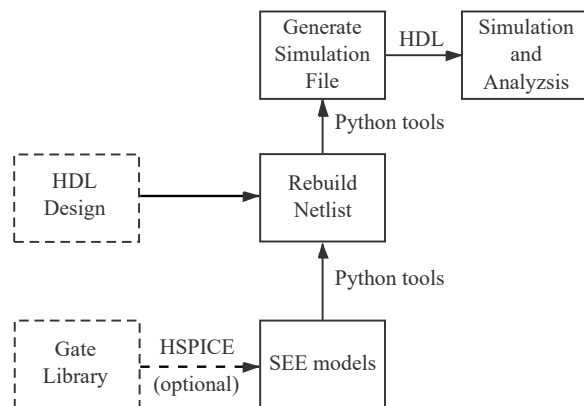 Generate
Simulation
File
HDL
Simulation
and
Analyzsis
Python tools
HDL
Design
Rebuild
Netlist
Python tools
Gate
Library
HSPICE
(optional)
SEE models